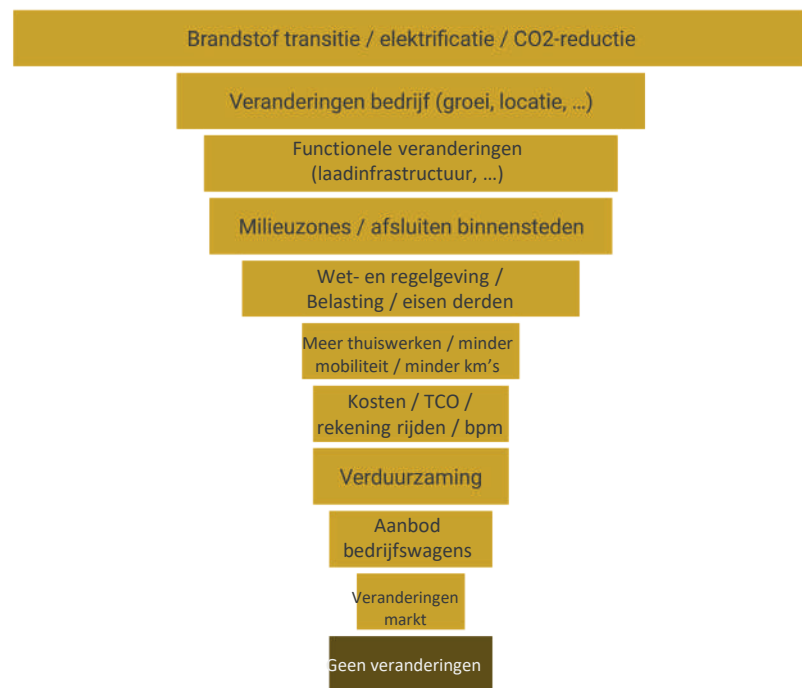 Brandstof transitie / elektrificatie / CO2-reductie
Veranderingen bedrijf (groei, locatie, ...)
Functionele veranderingen
(laadinfrastructuur, ...)
Milieuzones / afsluiten binnensteden
Wet- en regelgeving /
Belasting / eisen derden
Meer thuiswerken / minder
mobiliteit / minder km's
Kosten / TCO /
rekening rijden / bpm
Verduurzaming
Aanbod
bedrijfswagens
Veranderingen
markt
Geen veranderingen